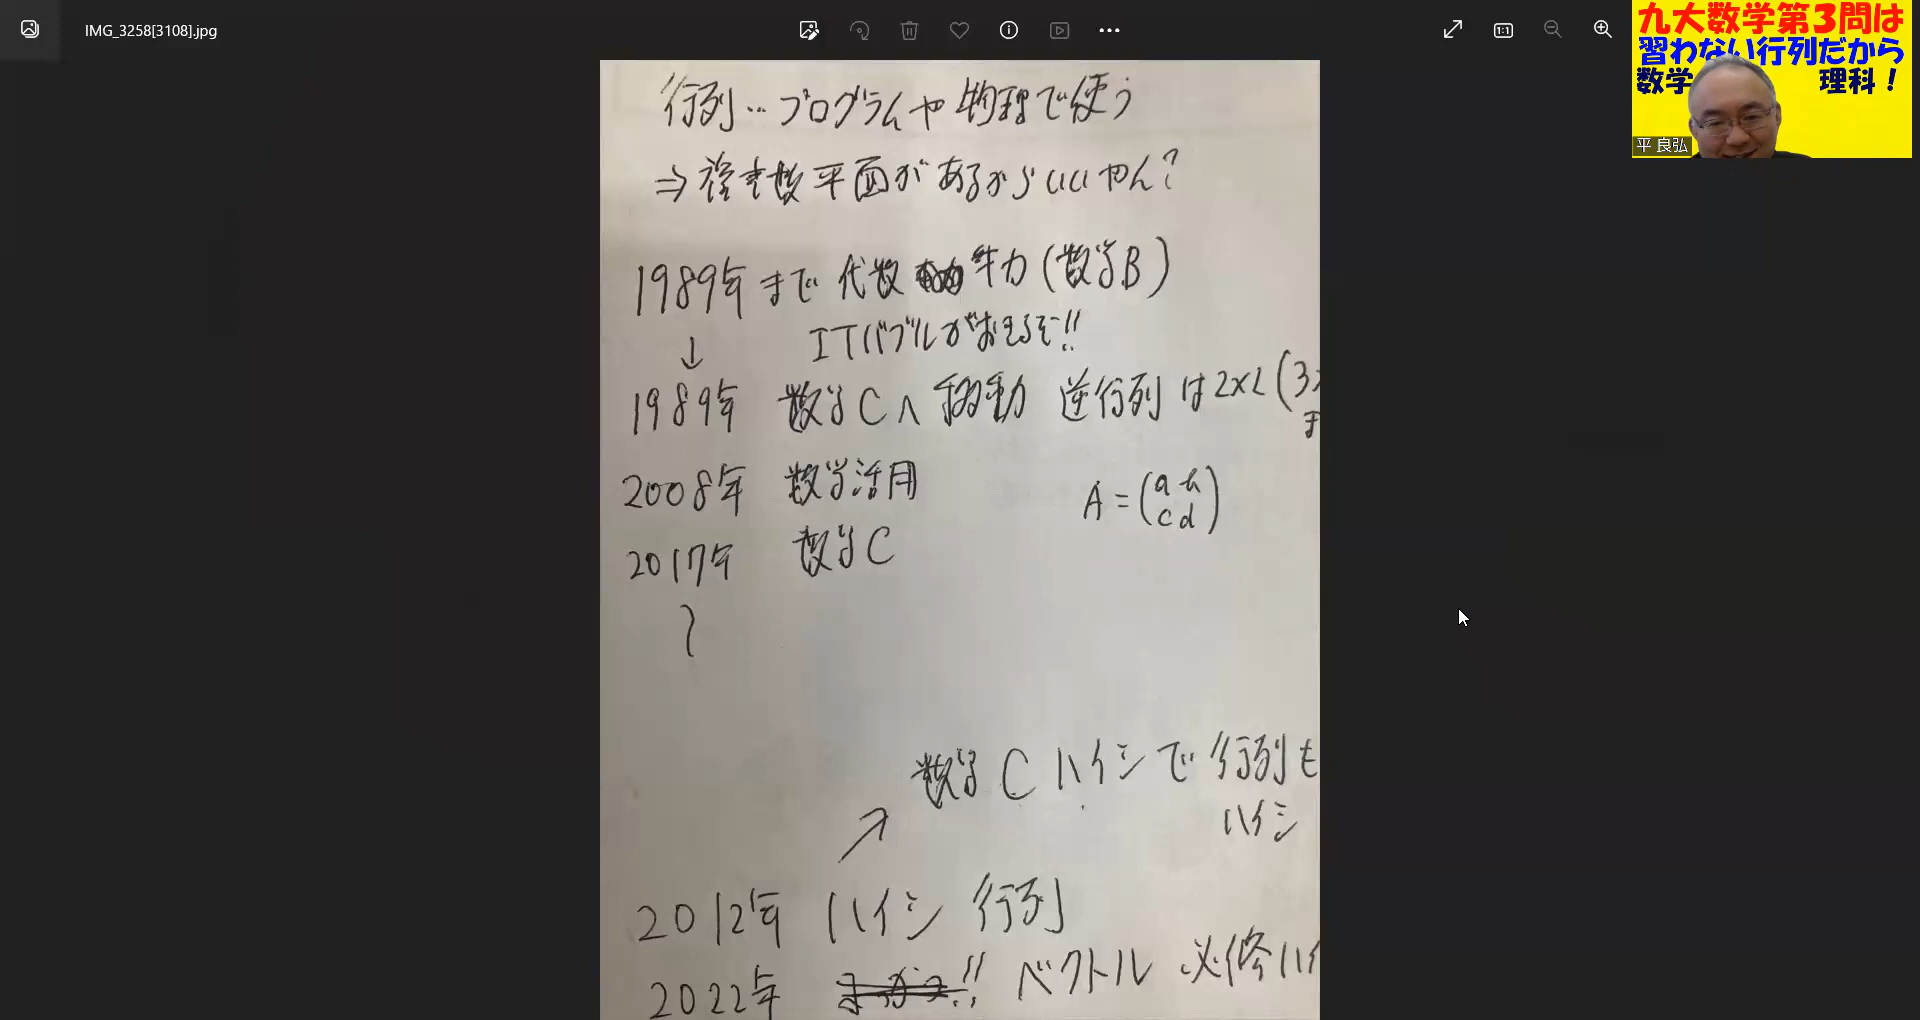 IMG_3258[3108].jpg
1:1
九大数学第3問は
習わない行列だから
数学 理科！
平 良弘
行列…プログラムや物理で使う
⇒複素数平面があるからいいやん？
1989年まで代数 幾何(数学B)
ITバブルがおきるぞ!!
↓
1989年 数学Cへ移動 逆行列は2x2(3
ま
2008年 数学活用
A=(a b
c d)
2017年 数学C
数学Cハイシで行列も
ハイシ
2012年 ハイシ 行列
2022年 !! ベクトル 必修ハイ